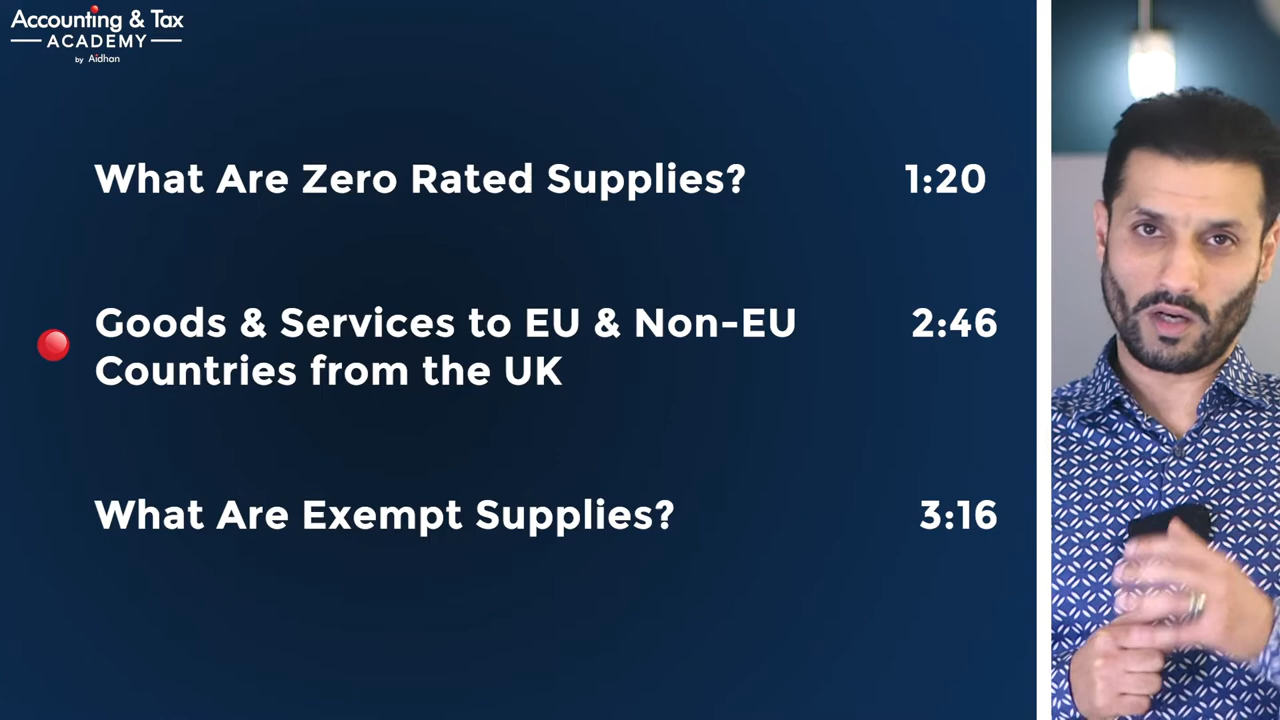 Accounting & Tax
ACADEMY
by Aidhan
What Are Zero Rated Supplies? 1:20
Goods & Services to EU & Non-EU 2:46
Countries from the UK
What Are Exempt Supplies? 3:16